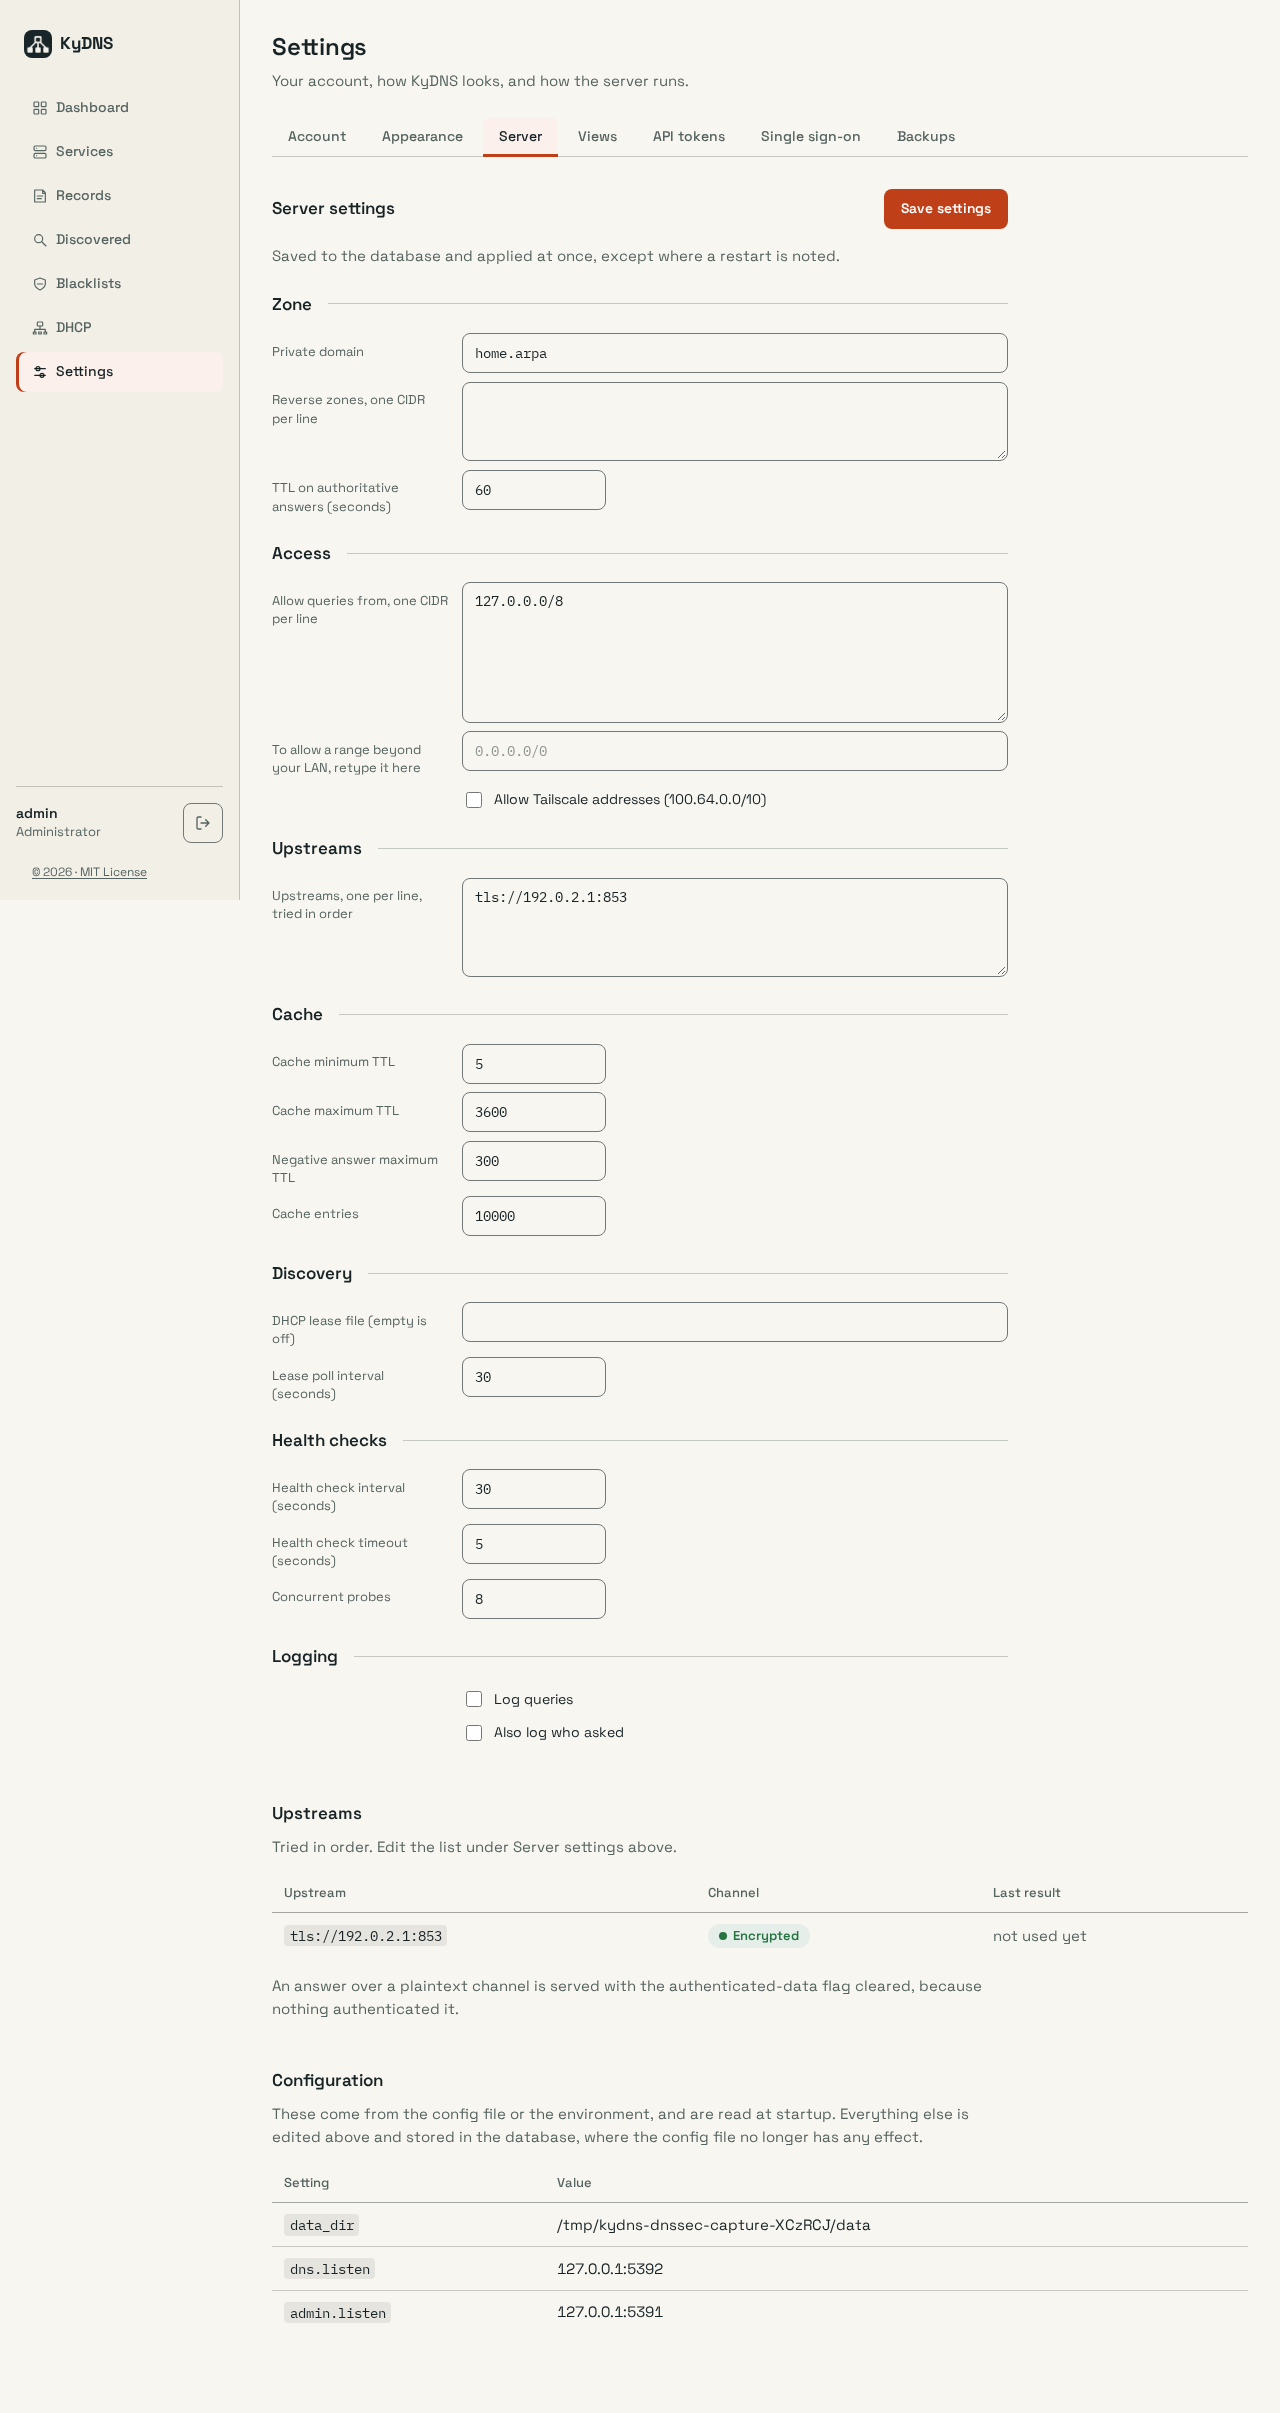 KyDNS
Dashboard
Services
Records
Discovered
Blacklists
DHCP
Settings
admin
Administrator
© 2026 · MIT License
Settings
Your account, how KyDNS looks, and how the server runs.
Account
Appearance
Server
Views
API tokens
Single sign-on
Backups
Server settings
Save settings
Saved to the database and applied at once, except where a restart is noted.
Zone
Private domain
home.arpa
Reverse zones, one CIDR
per line
TTL on authoritative
answers (seconds)
60
Access
Allow queries from, one CIDR
per line
127.0.0.0/8
To allow a range beyond
your LAN, retype it here
0.0.0.0/0
Allow Tailscale addresses (100.64.0.0/10)
Upstreams
Upstreams, one per line,
tried in order
tls://192.0.2.1:853
Cache
Cache minimum TTL
5
Cache maximum TTL
3600
Negative answer maximum
TTL
300
Cache entries
10000
Discovery
DHCP lease file (empty is
off)
Lease poll interval
(seconds)
30
Health checks
Health check interval
(seconds)
30
Health check timeout
(seconds)
5
Concurrent probes
8
Logging
Log queries
Also log who asked
Upstreams
Tried in order. Edit the list under Server settings above.
Upstream
Channel
Last result
tls://192.0.2.1:853
Encrypted
not used yet
An answer over a plaintext channel is served with the authenticated-data flag cleared, because
nothing authenticated it.
Configuration
These come from the config file or the environment, and are read at startup. Everything else is
edited above and stored in the database, where the config file no longer has any effect.
Setting
Value
data_dir
/tmp/kydns-dnssec-capture-XCzRCJ/data
dns.listen
127.0.0.1:5392
admin.listen
127.0.0.1:5391